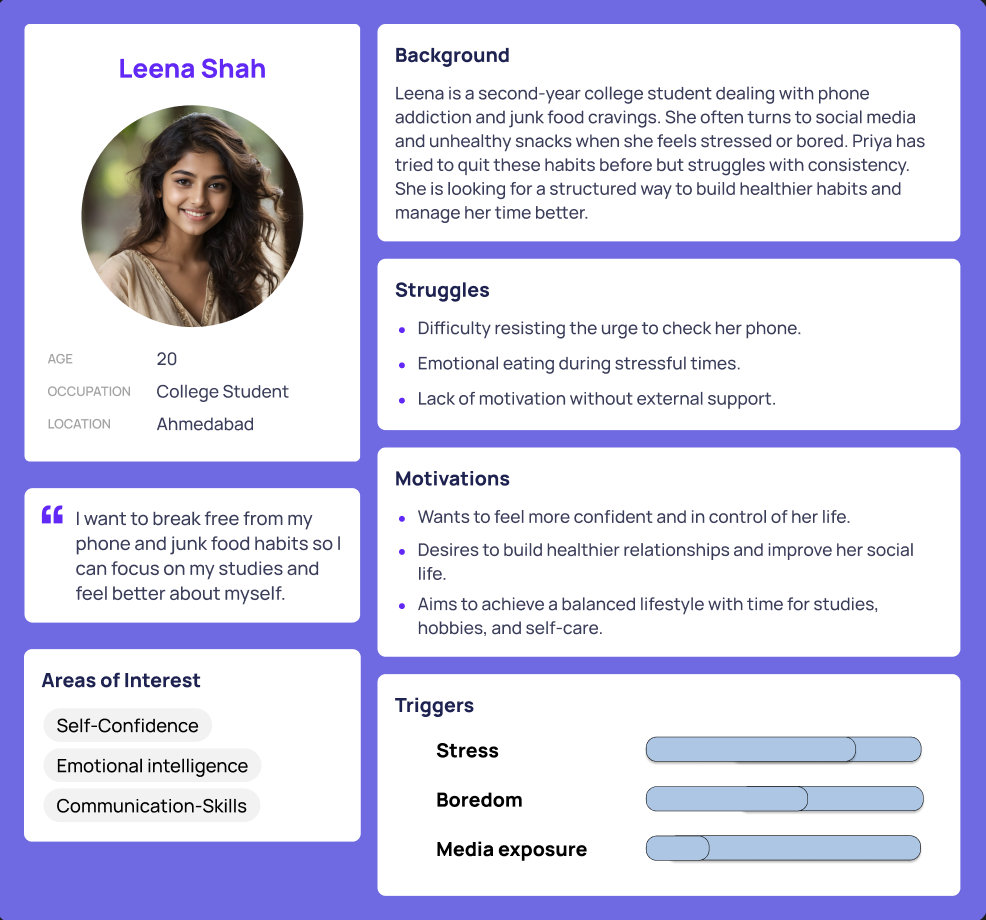 Leena Shah
AGE 20
OCCUPATION College Student
LOCATION Ahmedabad
“ I want to break free from my
phone and junk food habits so I
can focus on my studies and
feel better about myself.
Areas of Interest
Self-Confidence
Emotional intelligence
Communication-Skills
Background
Leena is a second-year college student dealing with phone
addiction and junk food cravings. She often turns to social media
and unhealthy snacks when she feels stressed or bored. Priya has
tried to quit these habits before but struggles with consistency.
She is looking for a structured way to build healthier habits and
manage her time better.
Struggles
• Difficulty resisting the urge to check her phone.
• Emotional eating during stressful times.
• Lack of motivation without external support.
Motivations
• Wants to feel more confident and in control of her life.
• Desires to build healthier relationships and improve her social
life.
• Aims to achieve a balanced lifestyle with time for studies,
hobbies, and self-care.
Triggers
Stress
Boredom
Media exposure